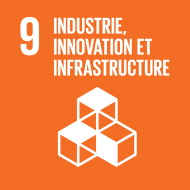 9 INDUSTRIE,
INNOVATION ET
INFRASTRUCTURE